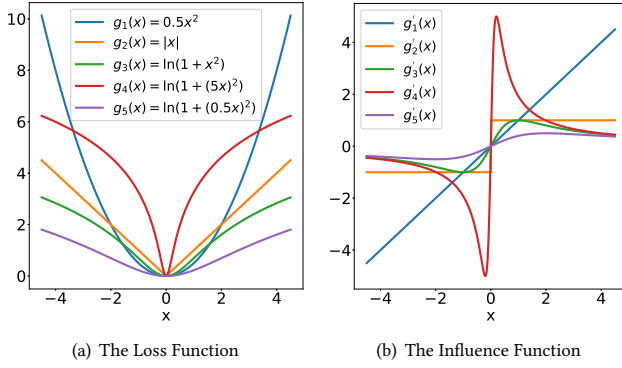 g₁(x) = 0.5x²
g₂(x) = |x|
g₃(x) = ln(1 + x²)
g₄(x) = ln(1 + (5x)²)
g₅(x) = ln(1 + (0.5x)²)
10
8
6
4
2
0
−4 −2 0 2 4
x
(a) The Loss Function
g₁′(x)
g₂′(x)
g₃′(x)
g₄′(x)
g₅′(x)
4
2
0
−2
−4
−4 −2 0 2 4
x
(b) The Influence Function